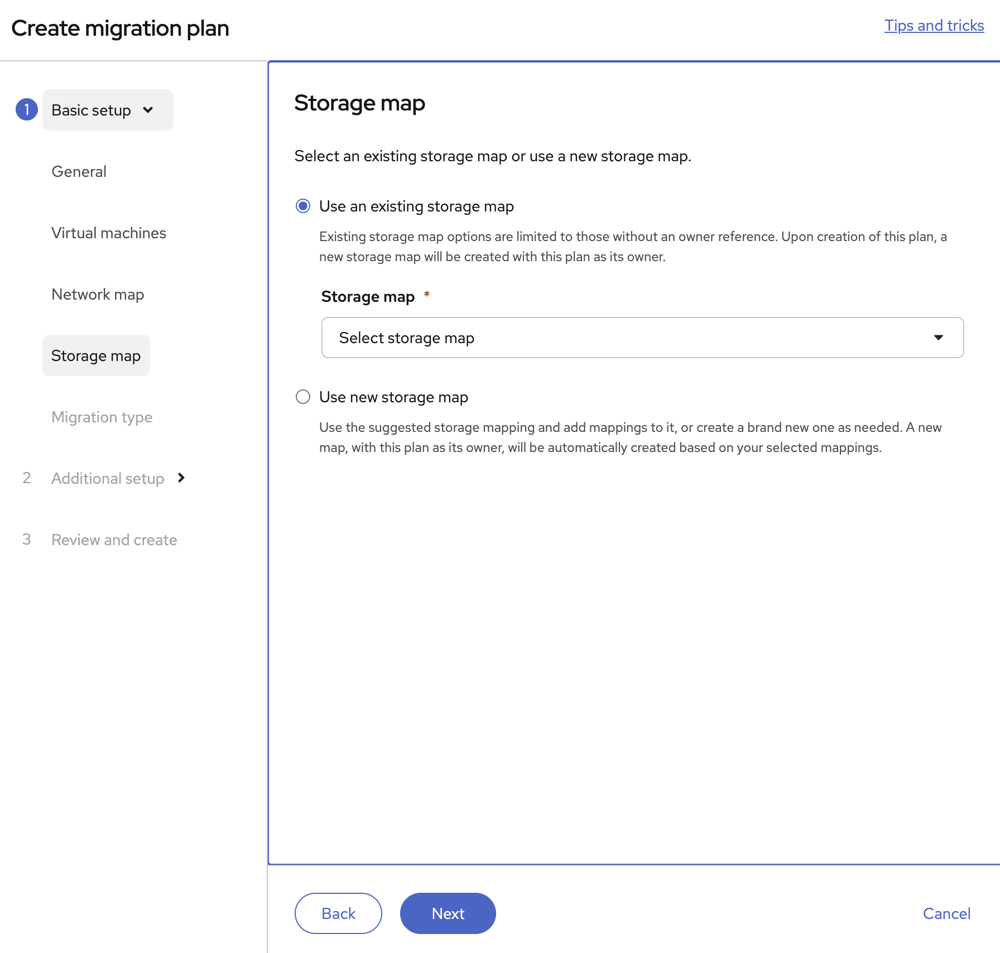 Create migration plan
Tips and tricks
1 Basic setup
General
Virtual machines
Network map
Storage map
Migration type
2 Additional setup
3 Review and create
Storage map
Select an existing storage map or use a new storage map.
Use an existing storage map
Existing storage map options are limited to those without an owner reference. Upon creation of this plan, a
new storage map will be created with this plan as its owner.
Storage map *
Select storage map
Use new storage map
Use the suggested storage mapping and add mappings to it, or create a brand new one as needed. A new
map, with this plan as its owner, will be automatically created based on your selected mappings.
Back
Next
Cancel